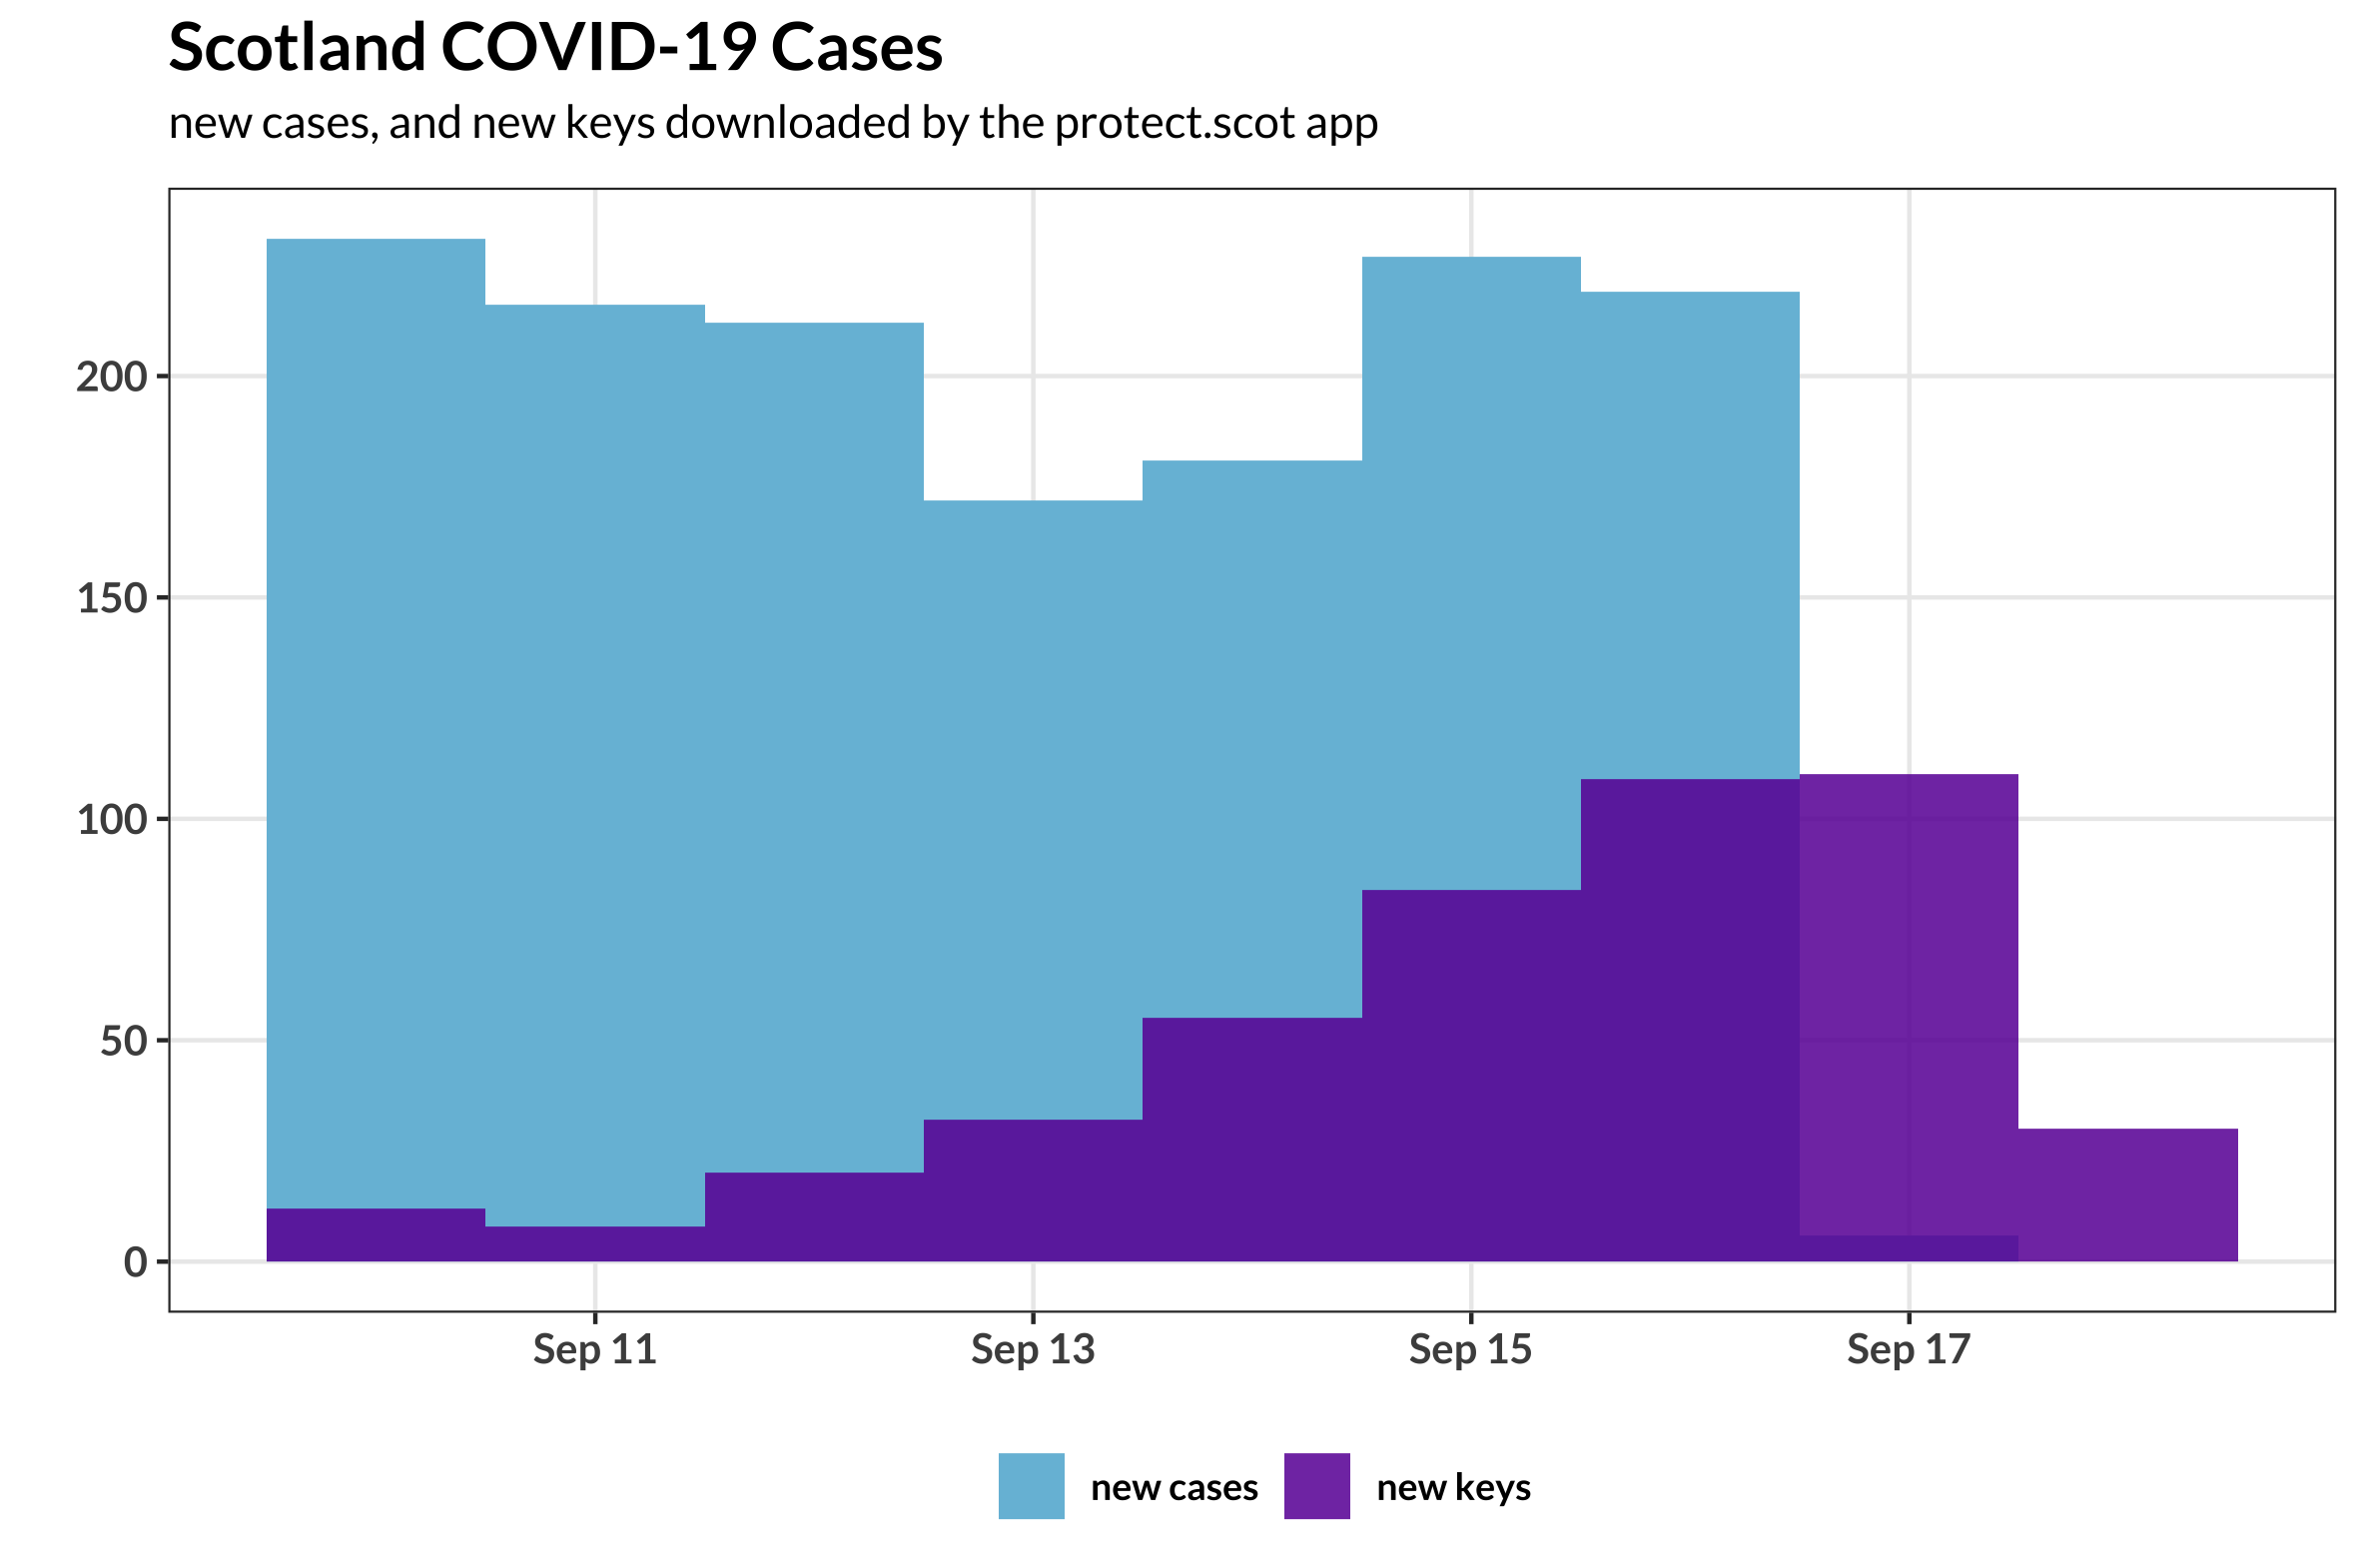 Scotland COVID-19 Cases
new cases, and new keys downloaded by the protect.scot app
200
150
100
50
0
Sep 11 Sep 13 Sep 15 Sep 17
new cases new keys